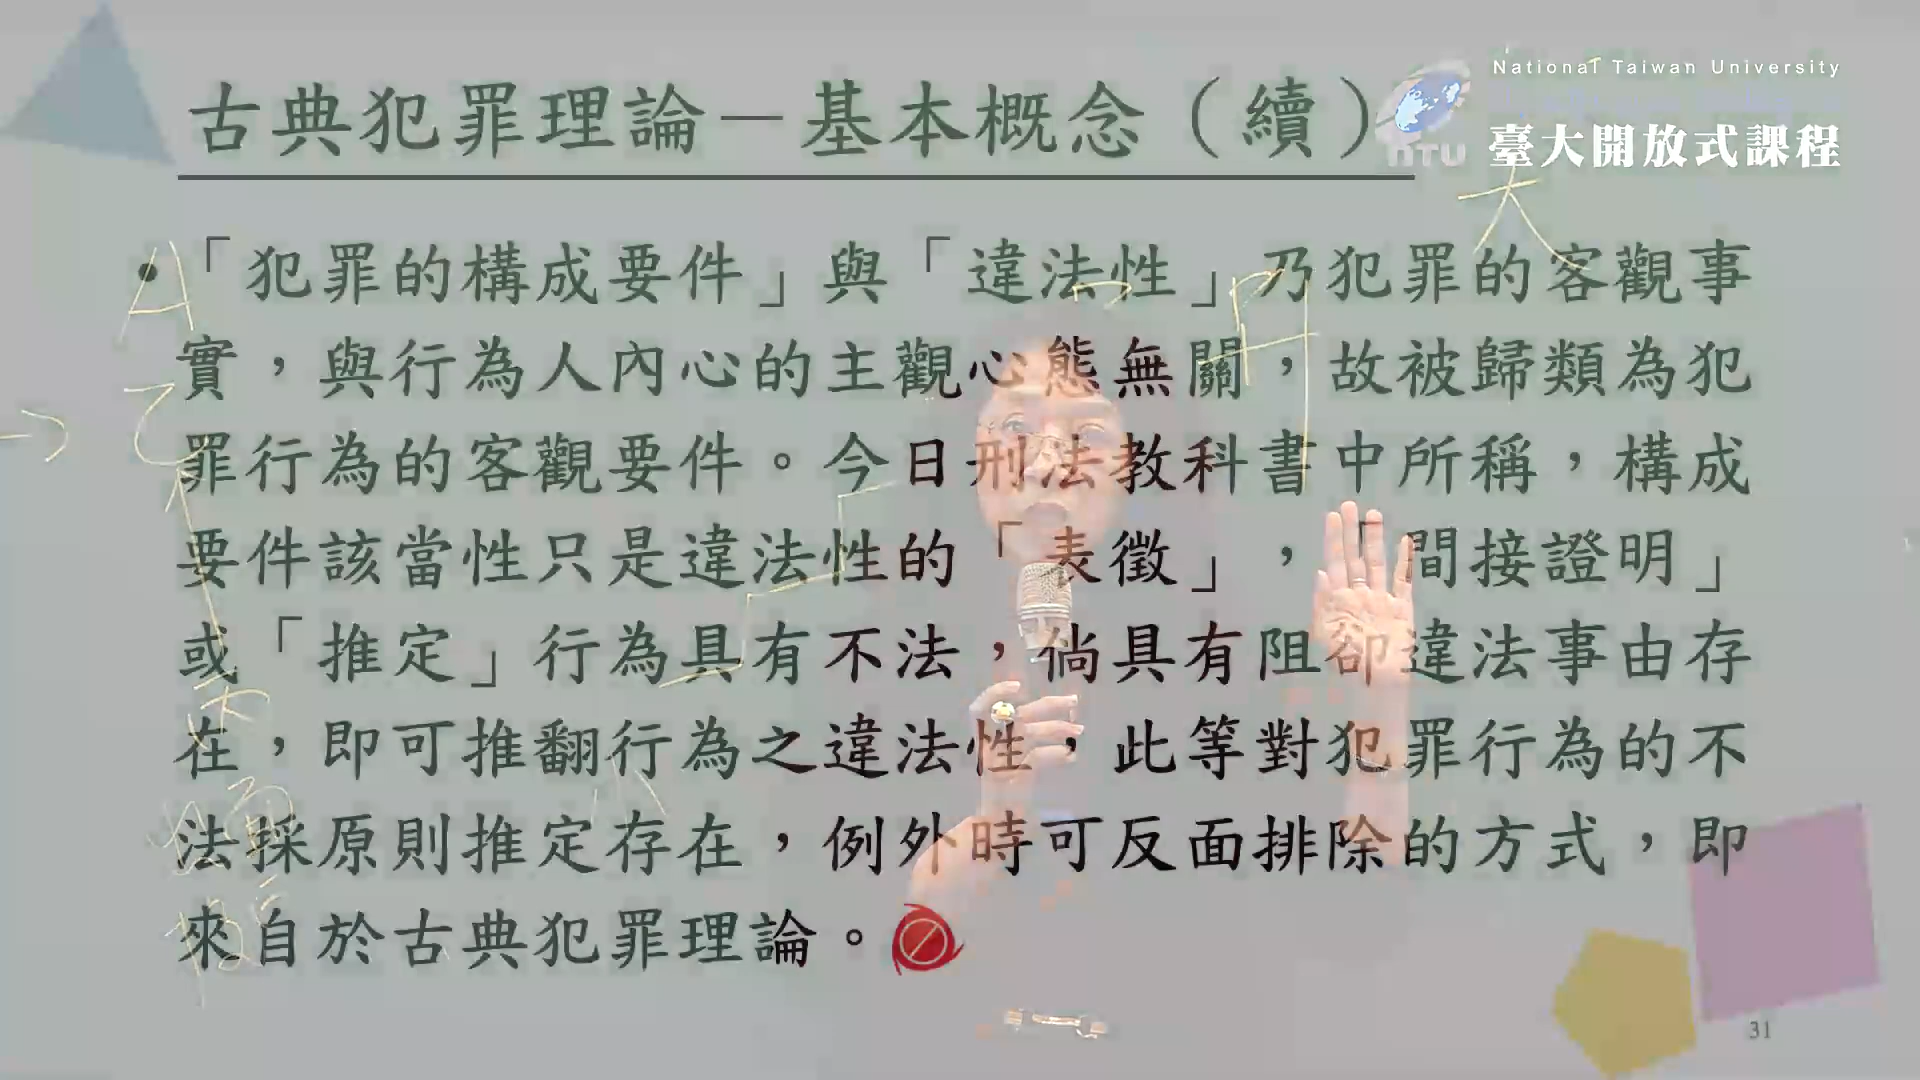 National Taiwan University
臺大開放式課程
NTU
古典犯罪理論－基本概念（續）
•「犯罪的構成要件」與「違法性」乃犯罪的客觀事
實，與行為人內心的主觀心態無關，故被歸類為犯
罪行為的客觀要件。今日刑法教科書中所稱，構成
要件該當性只是違法性的「表徵」，「間接證明」
或「推定」行為具有不法，倘具有阻卻違法事由存
在，即可推翻行為之違法性，此等對犯罪行為的不
法採原則推定存在，例外時可反面排除的方式，即
來自於古典犯罪理論。
31